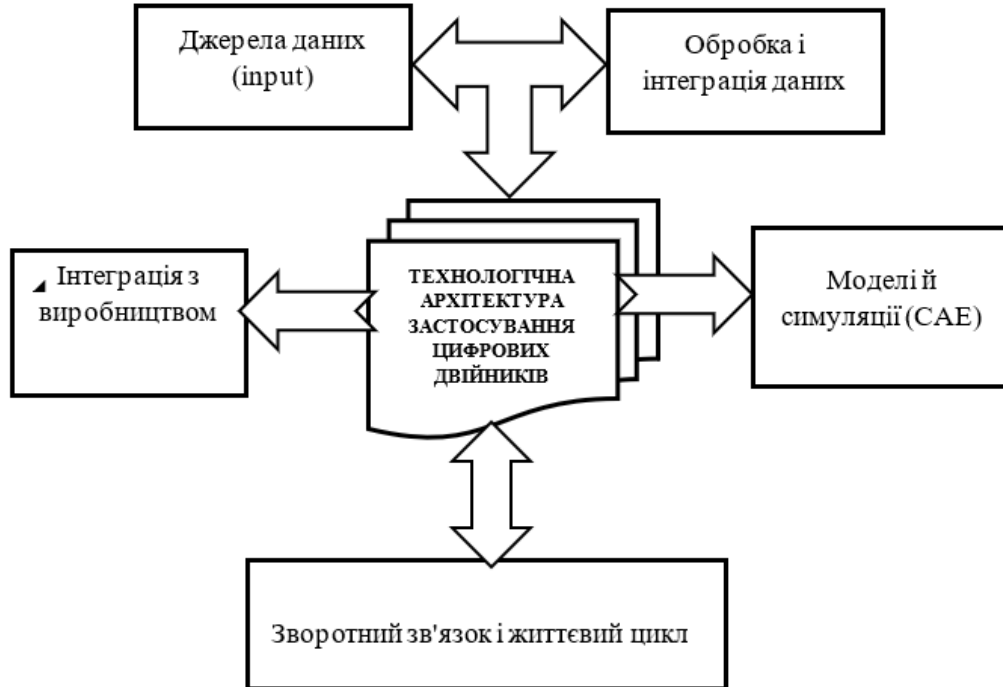 Джерела даних
(input)
Обробка і
інтеграція даних
Інтеграція з
виробництвом
ТЕХНОЛОГІЧНА
АРХІТЕКТУРА
ЗАСТОСУВАННЯ
ЦИФРОВИХ
ДВІЙНИКІВ
Моделі й
симуляції (CAE)
Зворотний зв'язок і життєвий цикл